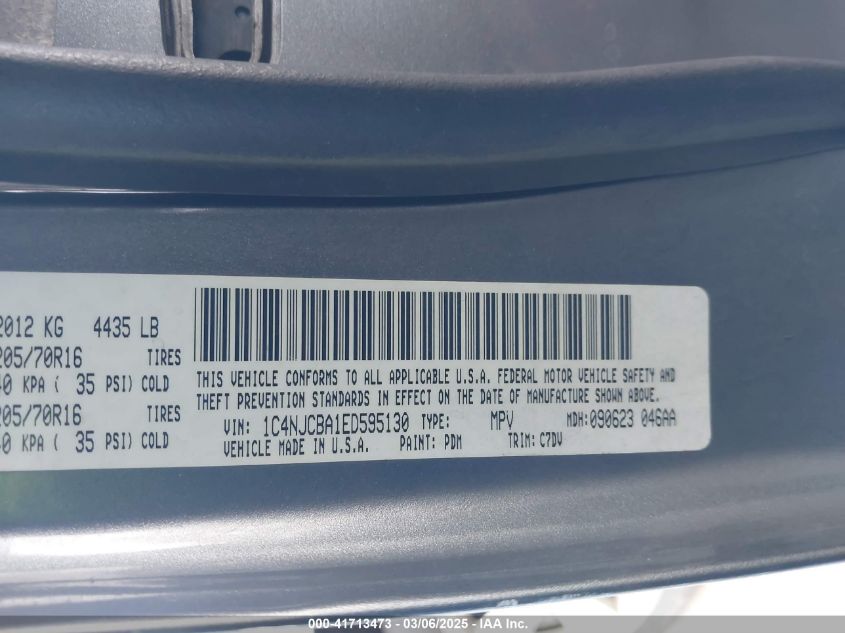 2012 KG 4435 LB
205/70R16 TIRES
40 KPA ( 35 PSI) COLD
205/70R16 TIRES
40 KPA ( 35 PSI) COLD
THIS VEHICLE CONFORMS TO ALL APPLICABLE U.S.A. FEDERAL MOTOR VEHICLE SAFETY AND
THEFT PREVENTION STANDARDS IN EFFECT ON THE DATE OF MANUFACTURE SHOWN ABOVE.
VIN: 1C4NJCBA1ED595130 TYPE: MPV MDH:090623 046AA
VEHICLE MADE IN U.S.A. PAINT: PDM TRIM: C7DV
000-41713473 - 03/06/2025 - IAA Inc.